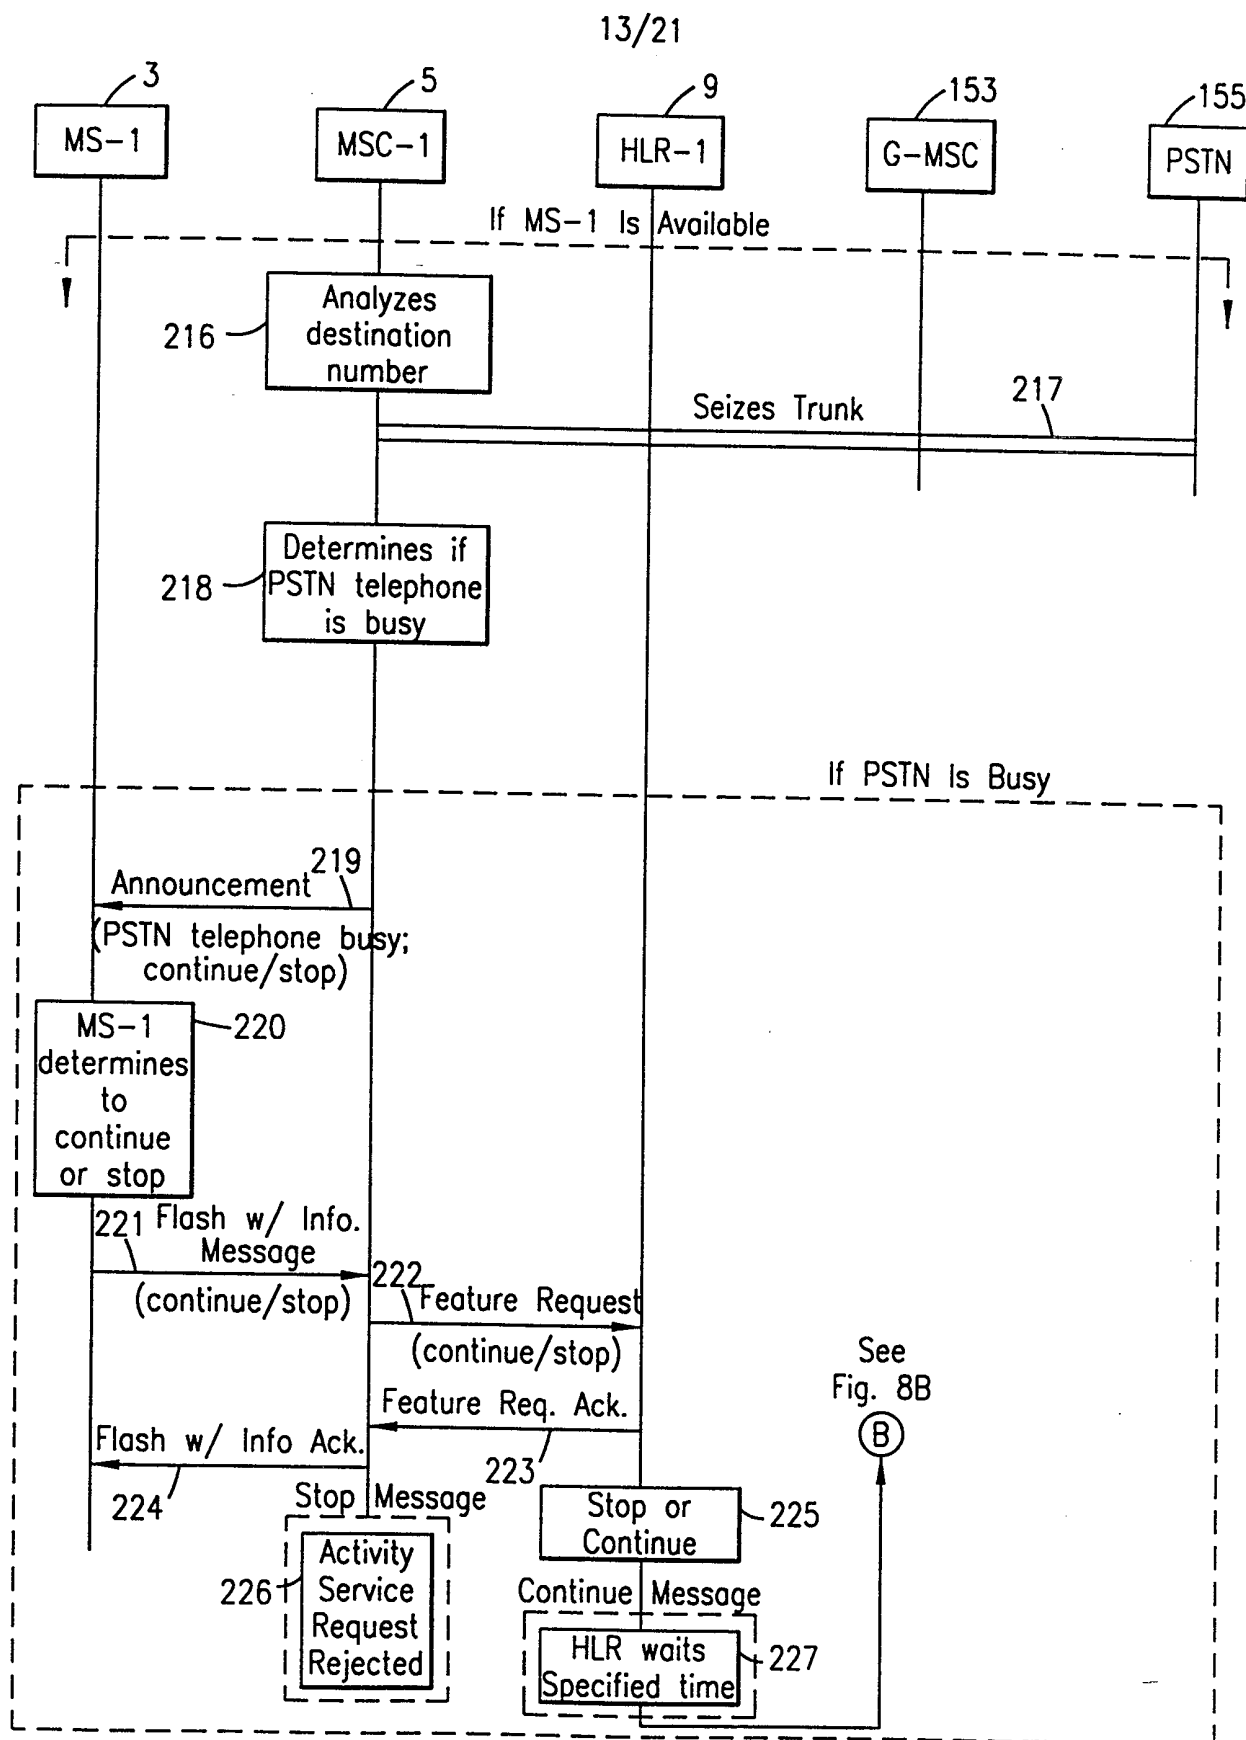 13/21
3
5
9
153
155
MS-1
MSC-1
HLR-1
G-MSC
PSTN
If MS-1 Is Available
216
Analyzes
destination
number
Seizes Trunk
217
218
Determines if
PSTN telephone
is busy
If PSTN Is Busy
219
Announcement
(PSTN telephone busy;
continue/stop)
MS-1
determines
to
continue
or stop
220
221
Flash w/ Info.
Message
(continue/stop)
222
Feature Request
(continue/stop)
See
Fig. 8B
B
Feature Req. Ack.
223
Flash w/ Info Ack.
224
Stop Message
Stop or
Continue
225
226
Activity
Service
Request
Rejected
Continue Message
HLR waits
Specified time
227